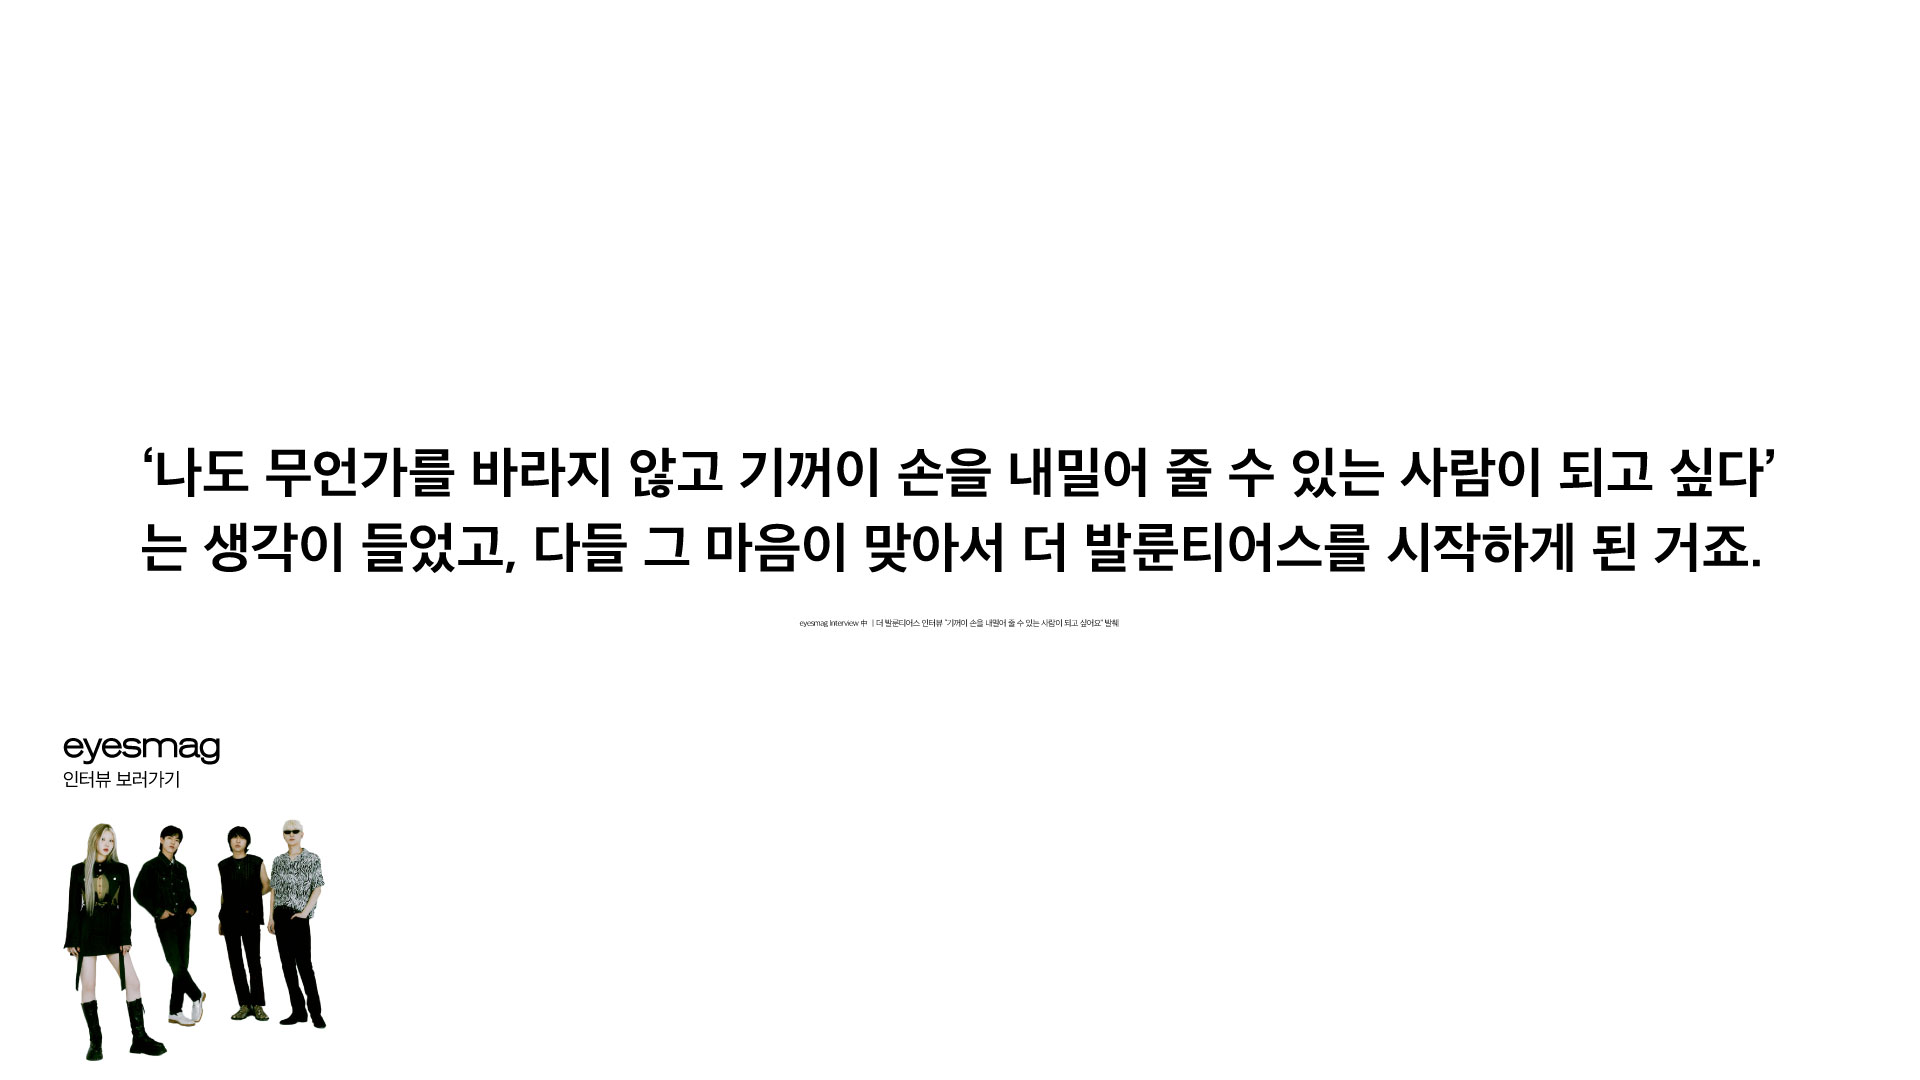 ‘나도 무언가를 바라지 않고 기꺼이 손을 내밀어 줄 수 있는 사람이 되고 싶다’
는 생각이 들었고, 다들 그 마음이 맞아서 더 발룬티어스를 시작하게 된 거죠.
eyesmag Interview 中 | 더 발룬티어스 인터뷰 "기꺼이 손을 내밀어 줄 수 있는 사람이 되고 싶어요" 발췌
eyesmag
인터뷰 보러가기